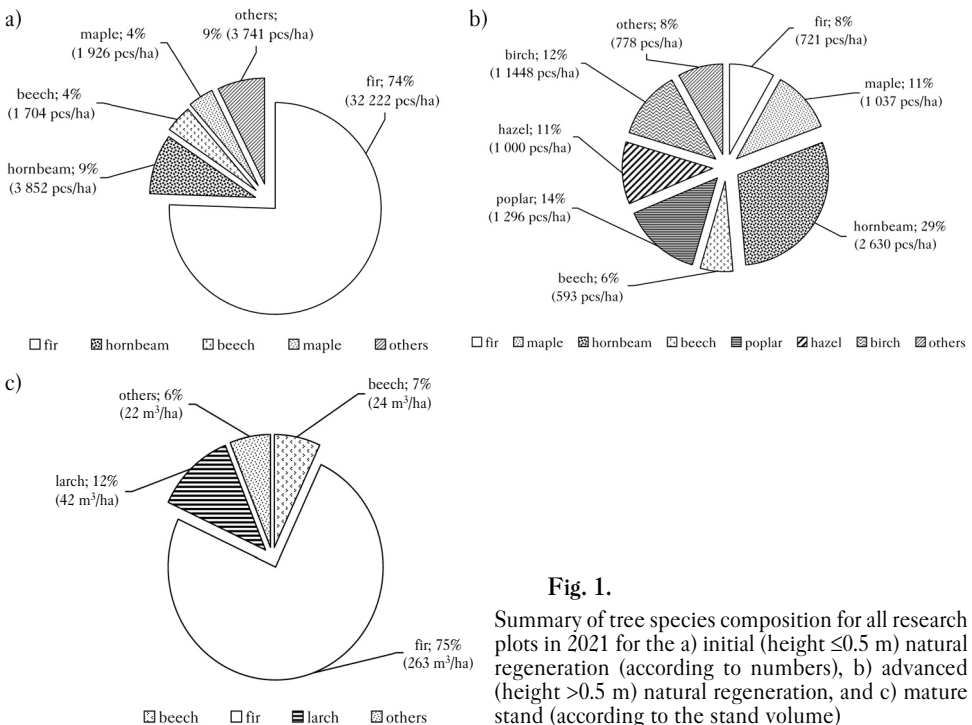 a)
others;
9% (3 741 pcs/ha)
maple; 4%
(1 926 pcs/ha)
fir; 74%
(32 222 pcs/ha)
beech; 4%
(1 704 pcs/ha)
hornbeam; 9%
(3 852 pcs/ha)
fir hornbeam beech maple others
b)
others; 8%
(778 pcs/ha)
fir; 8%
(721 pcs/ha)
birch; 12%
(1 1448 pcs/ha)
maple; 11%
(1 037 pcs/ha)
hazel; 11%
(1 000 pcs/ha)
poplar; 14%
(1 296 pcs/ha)
hornbeam; 29%
(2 630 pcs/ha)
beech; 6%
(593 pcs/ha)
fir maple hornbeam beech poplar hazel birch others
c)
others; 6%
(22 m³/ha)
beech; 7%
(24 m³/ha)
larch; 12%
(42 m³/ha)
fir; 75%
(263 m³/ha)
beech fir larch others
Fig. 1.
Summary of tree species composition for all research
plots in 2021 for the a) initial (height ≤0.5 m) natural
regeneration (according to numbers), b) advanced
(height >0.5 m) natural regeneration, and c) mature
stand (according to the stand volume)